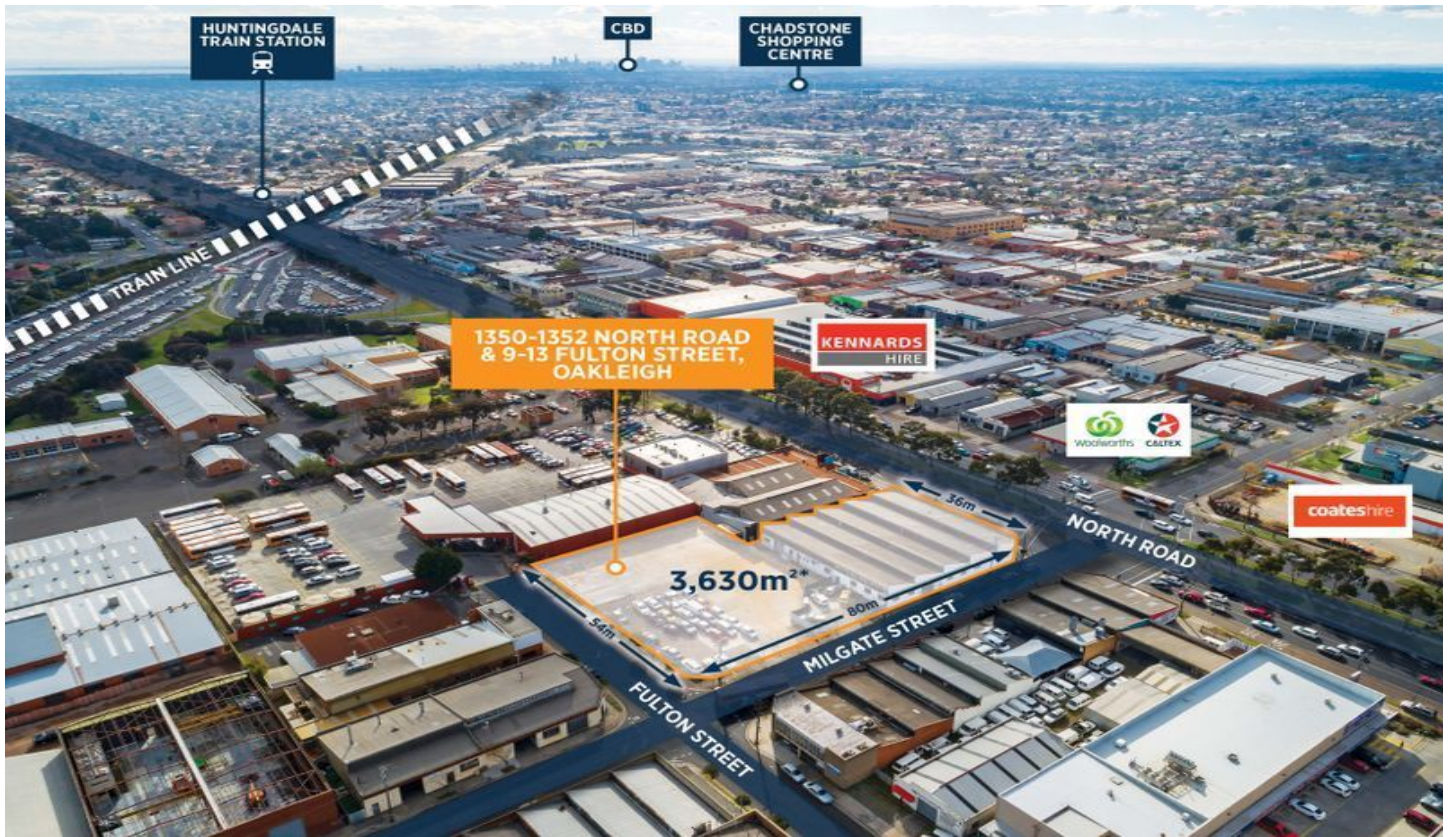 HUNTINGDALE
TRAIN STATION
CBD
CHADSTONE
SHOPPING
CENTRE
TRAIN LINE
1350-1352 NORTH ROAD
& 9-13 FULTON STREET,
OAKLEIGH
KENNARDS
HIRE
Woolworths
CALTEX
coateshire
36m
NORTH ROAD
3,630m²*
80m
54m
MILGATE STREET
FULTON STREET